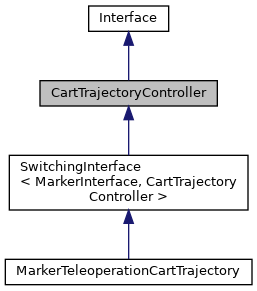 Interface
CartTrajectoryController
SwitchingInterface
< MarkerInterface, CartTrajectory
Controller >
MarkerTeleoperationCartTrajectory